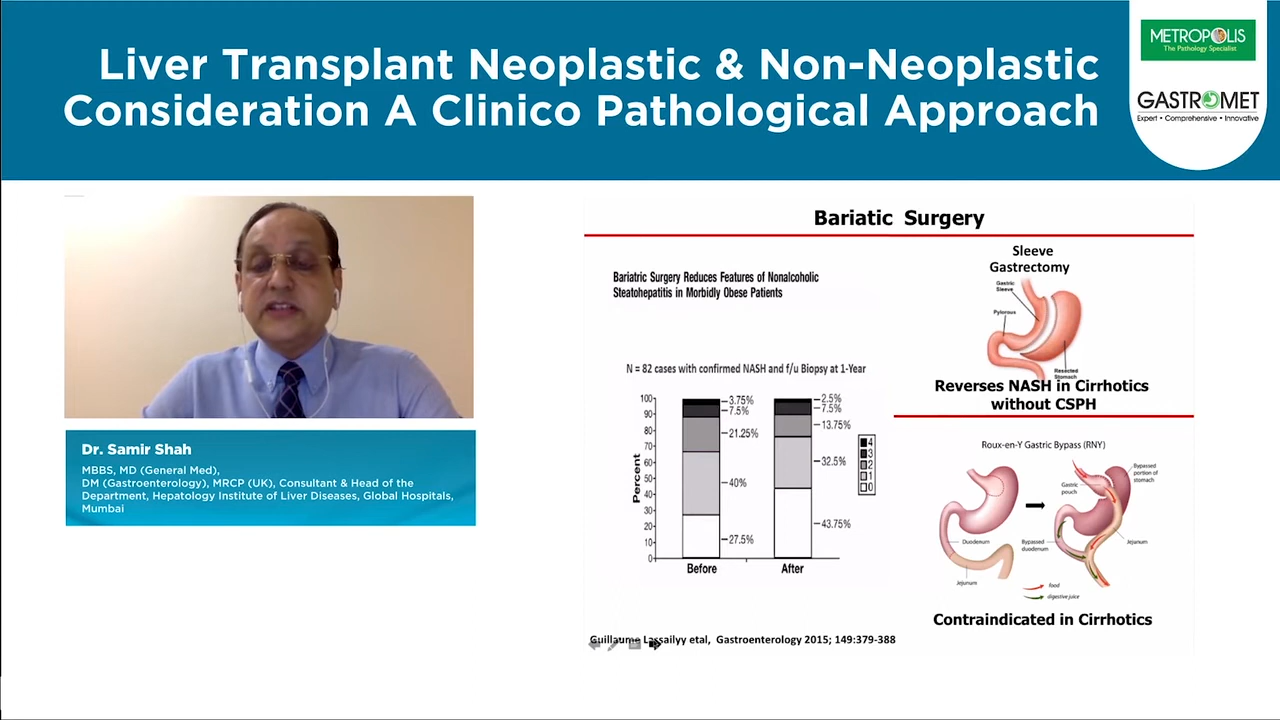 Liver Transplant Neoplastic & Non-Neoplastic
Consideration A Clinico Pathological Approach
METROPOLIS
The Pathology Specialist
GASTROMET
Expert • Comprehensive • Innovative
Dr. Samir Shah
MBBS, MD (General Med),
DM (Gastroenterology), MRCP (UK), Consultant & Head of the
Department, Hepatology Institute of Liver Diseases, Global Hospitals,
Mumbai
Bariatic Surgery
Bariatric Surgery Reduces Features of Nonalcoholic
Steatohepatitis in Morbidly Obese Patients
N = 82 cases with confirmed NASH and f/u Biopsy at 1-Year
Percent
100
90
80
70
60
50
40
30
20
10
0
3.75%
7.5%
21.25%
40%
27.5%
2.5%
7.5%
13.75%
32.5%
43.75%
4
3
2
1
0
Before
After
Guillaume Lassailyy etal, Gastroenterology 2015; 149:379-388
Sleeve
Gastrectomy
Gastric
Sleeve
Pylorous
Resected
Stomach
Reverses NASH in Cirrhotics
without CSPH
Roux-en-Y Gastric Bypass (RNY)
Bypassed
portion of
stomach
Gastric
pouch
Duodenum
Bypassed
duodenum
Jejunum
Jejunum
food
digestive juice
Contraindicated in Cirrhotics